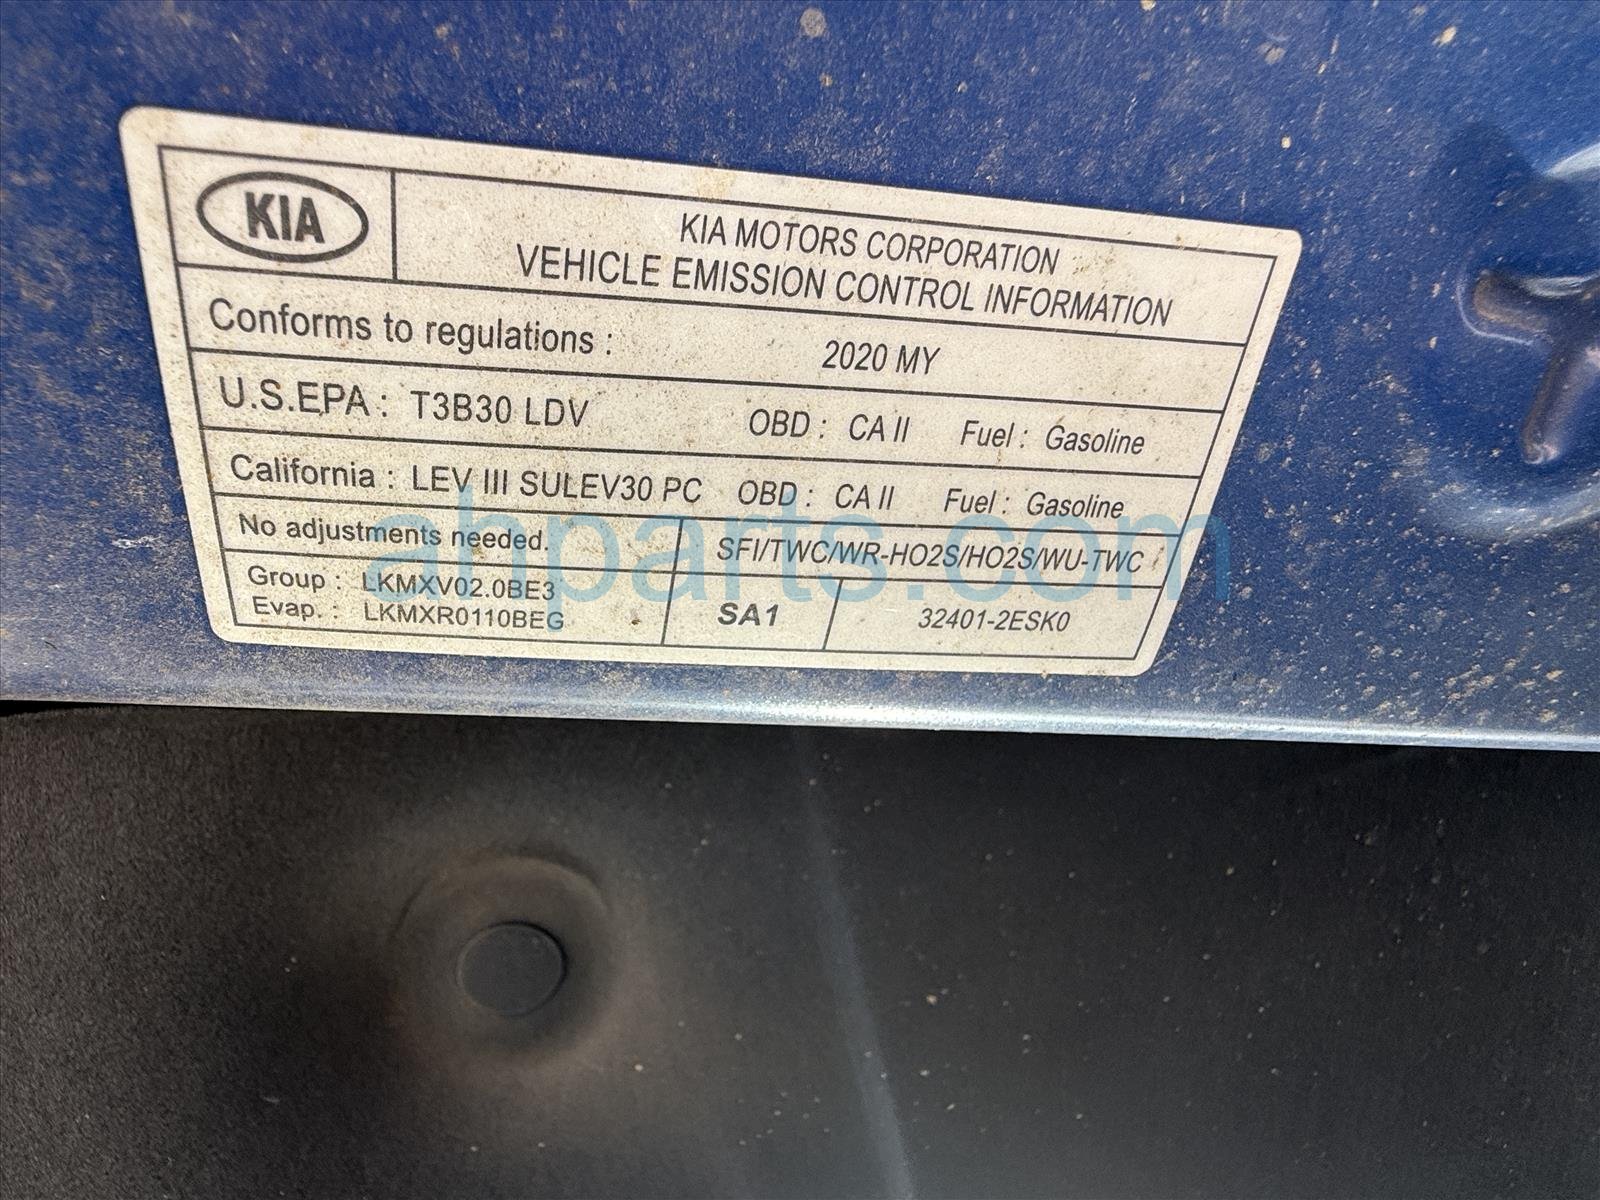 KIA
KIA MOTORS CORPORATION
VEHICLE EMISSION CONTROL INFORMATION
Conforms to regulations : 2020 MY
U.S.EPA : T3B30 LDV OBD : CA II Fuel : Gasoline
California : LEV III SULEV30 PC OBD : CA II Fuel : Gasoline
No adjustments needed. SFI/TWC/WR-HO2S/HO2S/WU-TWC
Group : LKMXV02.0BE3
Evap. : LKMXR0110BEG
SA1 32401-2ESK0
ahparts.com